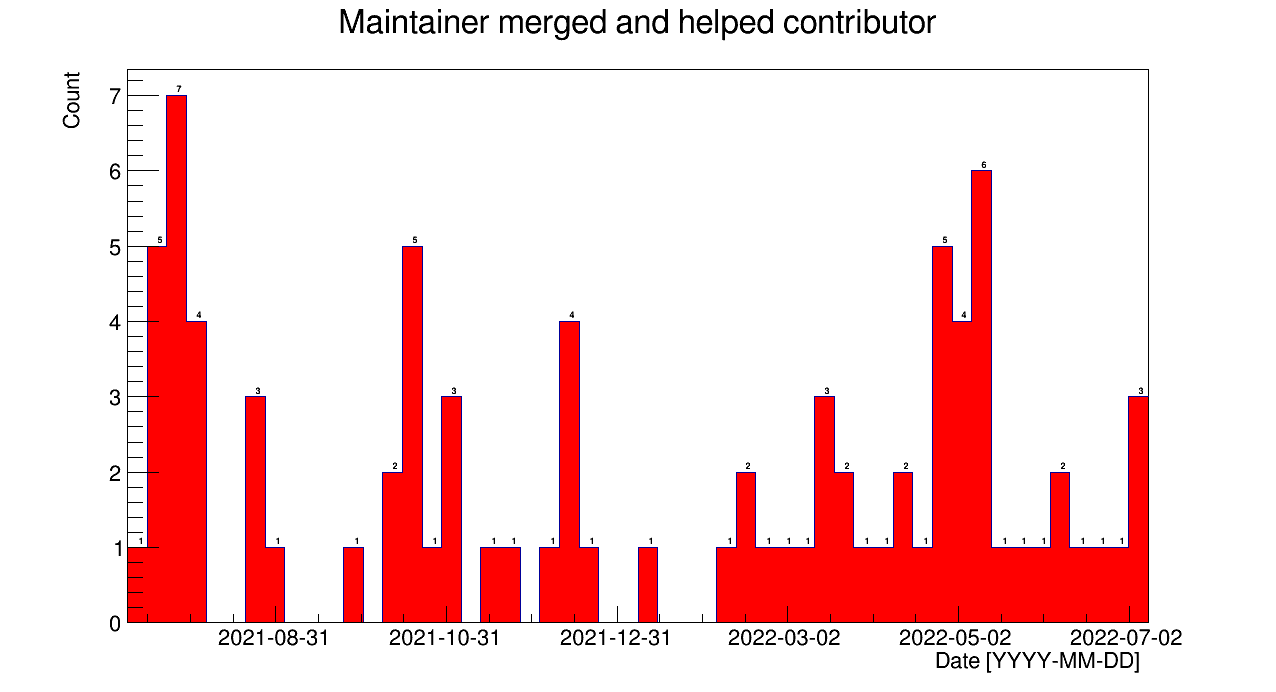 Maintainer merged and helped contributor
Count
7
6
5
4
3
2
1
0
1 5 7 4 3 1 1 2 5 1 3 1 1 1 4 1 1 1 2 1 1 1 3 2 1 1 2 1 5 4 6 1 1 1 2 1 1 1 3
2021-08-31 2021-10-31 2021-12-31 2022-03-02 2022-05-02 2022-07-02
Date [YYYY-MM-DD]